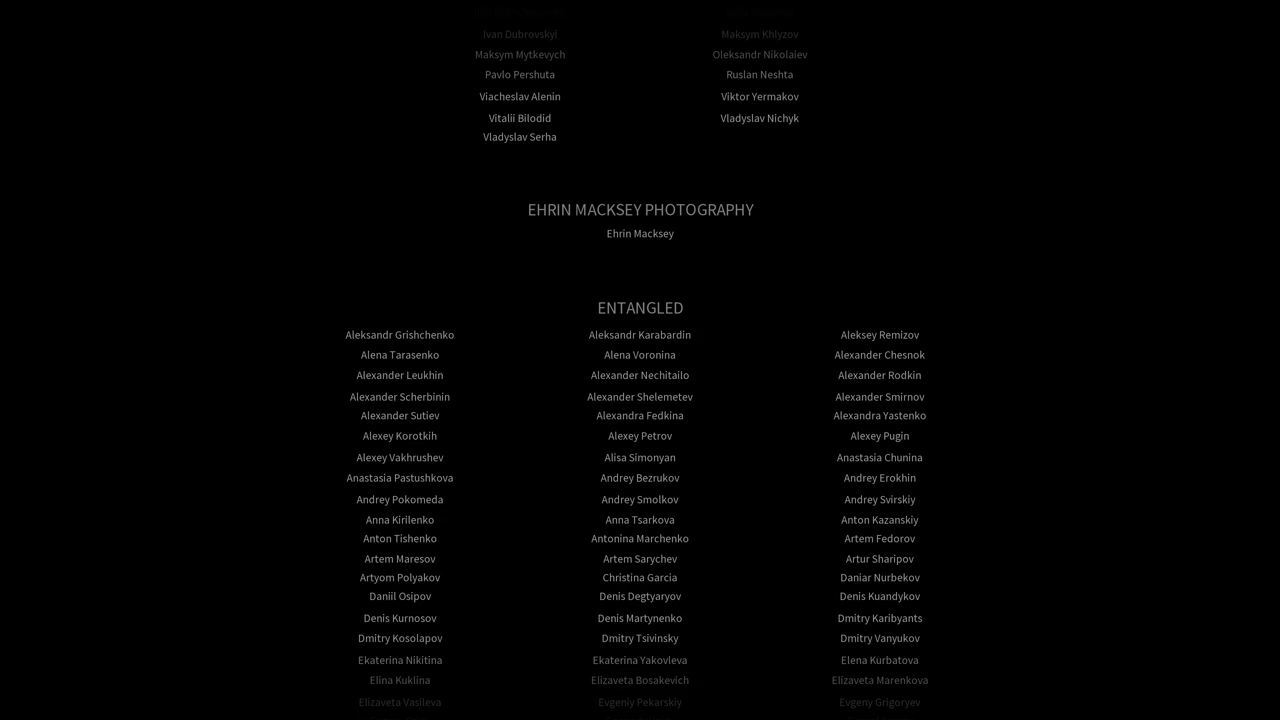 Ivan Dubrovskyi Maksym Khlyzov
Maksym Mytkevych Oleksandr Nikolaiev
Pavlo Pershuta Ruslan Neshta
Viacheslav Alenin Viktor Yermakov
Vitalii Bilodid Vladyslav Nichyk
Vladyslav Serha
EHRIN MACKSEY PHOTOGRAPHY
Ehrin Macksey
ENTANGLED
Aleksandr Grishchenko Aleksandr Karabardin Aleksey Remizov
Alena Tarasenko Alena Voronina Alexander Chesnok
Alexander Leukhin Alexander Nechitailo Alexander Rodkin
Alexander Scherbinin Alexander Shelemetev Alexander Smirnov
Alexander Sutiev Alexandra Fedkina Alexandra Yastenko
Alexey Korotkih Alexey Petrov Alexey Pugin
Alexey Vakhrushev Alisa Simonyan Anastasia Chunina
Anastasia Pastushkova Andrey Bezrukov Andrey Erokhin
Andrey Pokomeda Andrey Smolkov Andrey Svirskiy
Anna Kirilenko Anna Tsarkova Anton Kazanskiy
Anton Tishenko Antonina Marchenko Artem Fedorov
Artem Maresov Artem Sarychev Artur Sharipov
Artyom Polyakov Christina Garcia Daniar Nurbekov
Daniil Osipov Denis Degtyaryov Denis Kuandykov
Denis Kurnosov Denis Martynenko Dmitry Karibyants
Dmitry Kosolapov Dmitry Tsivinsky Dmitry Vanyukov
Ekaterina Nikitina Ekaterina Yakovleva Elena Kurbatova
Elina Kuklina Elizaveta Bosakevich Elizaveta Marenkova
Elizaveta Vasileva Evgeniy Pekarskiy Evgeny Grigoryev